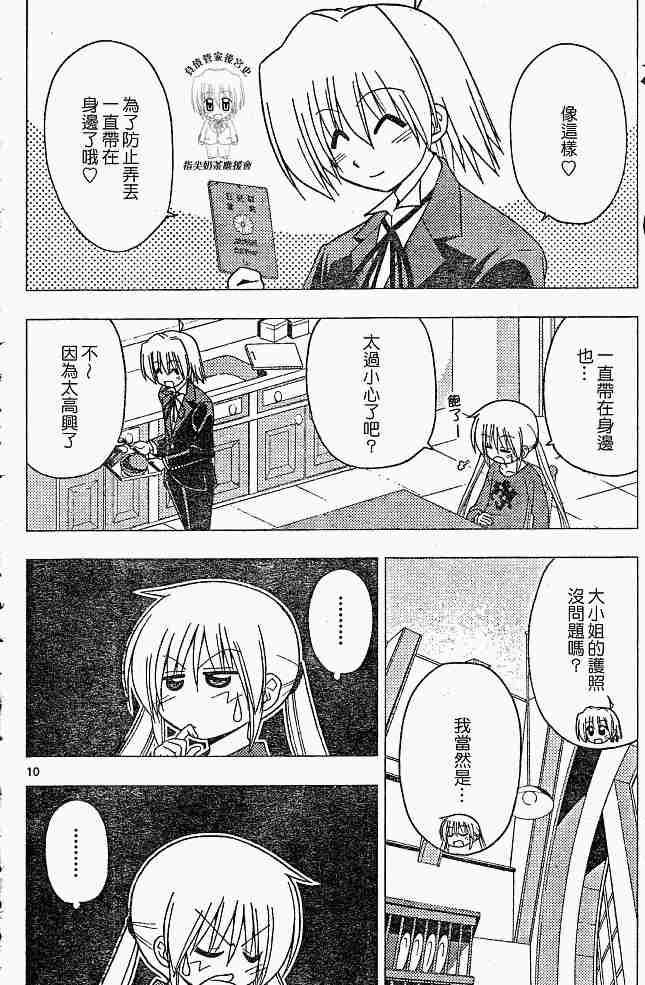 像這樣♡
為了防止弄丟
一直帶在
身邊了哦♡
負債管家後宮史
指尖奶茶應援會
一直帶在身邊
也…
飽了
太過小心了吧？
不～
因為太高興了
大小姐的護照
沒問題嗎？
我當然是…
………
………
10